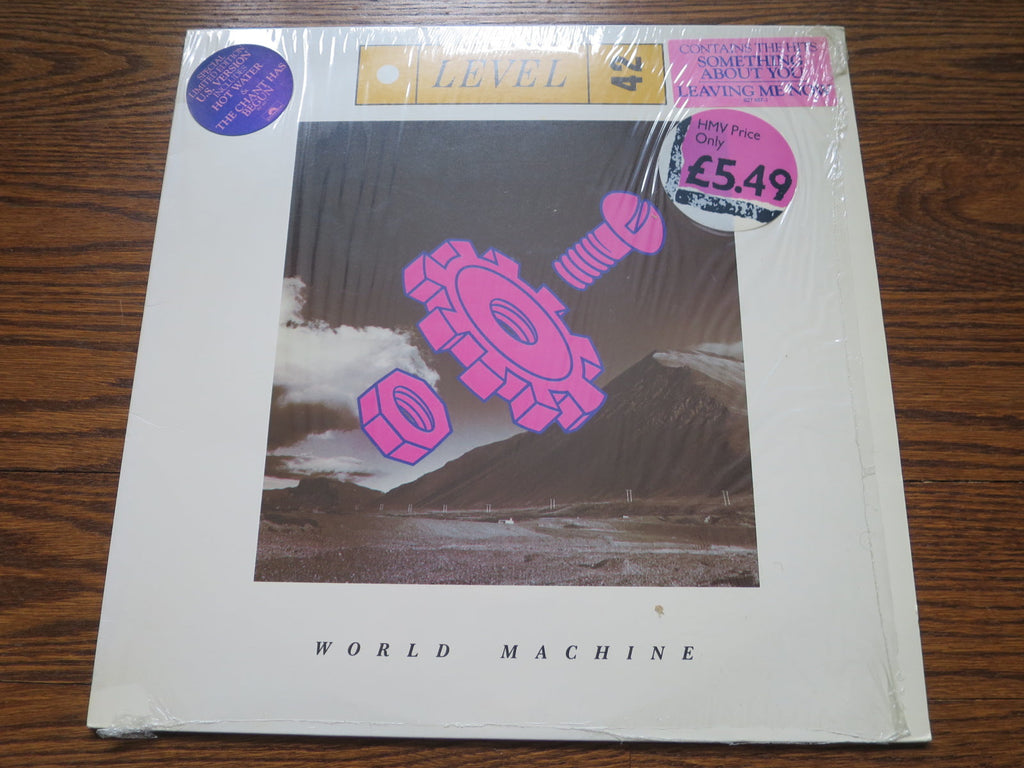 SPECIAL
LIMITED EDITION
U.S. VERSION
INCLUDES
HOT WATER
&
THE CHANT HAS
BEGUN
LEVEL
42
CONTAINS THE HITS
SOMETHING
ABOUT YOU
LEAVING ME NOW
HMV Price
Only
£5.49
WORLD MACHINE